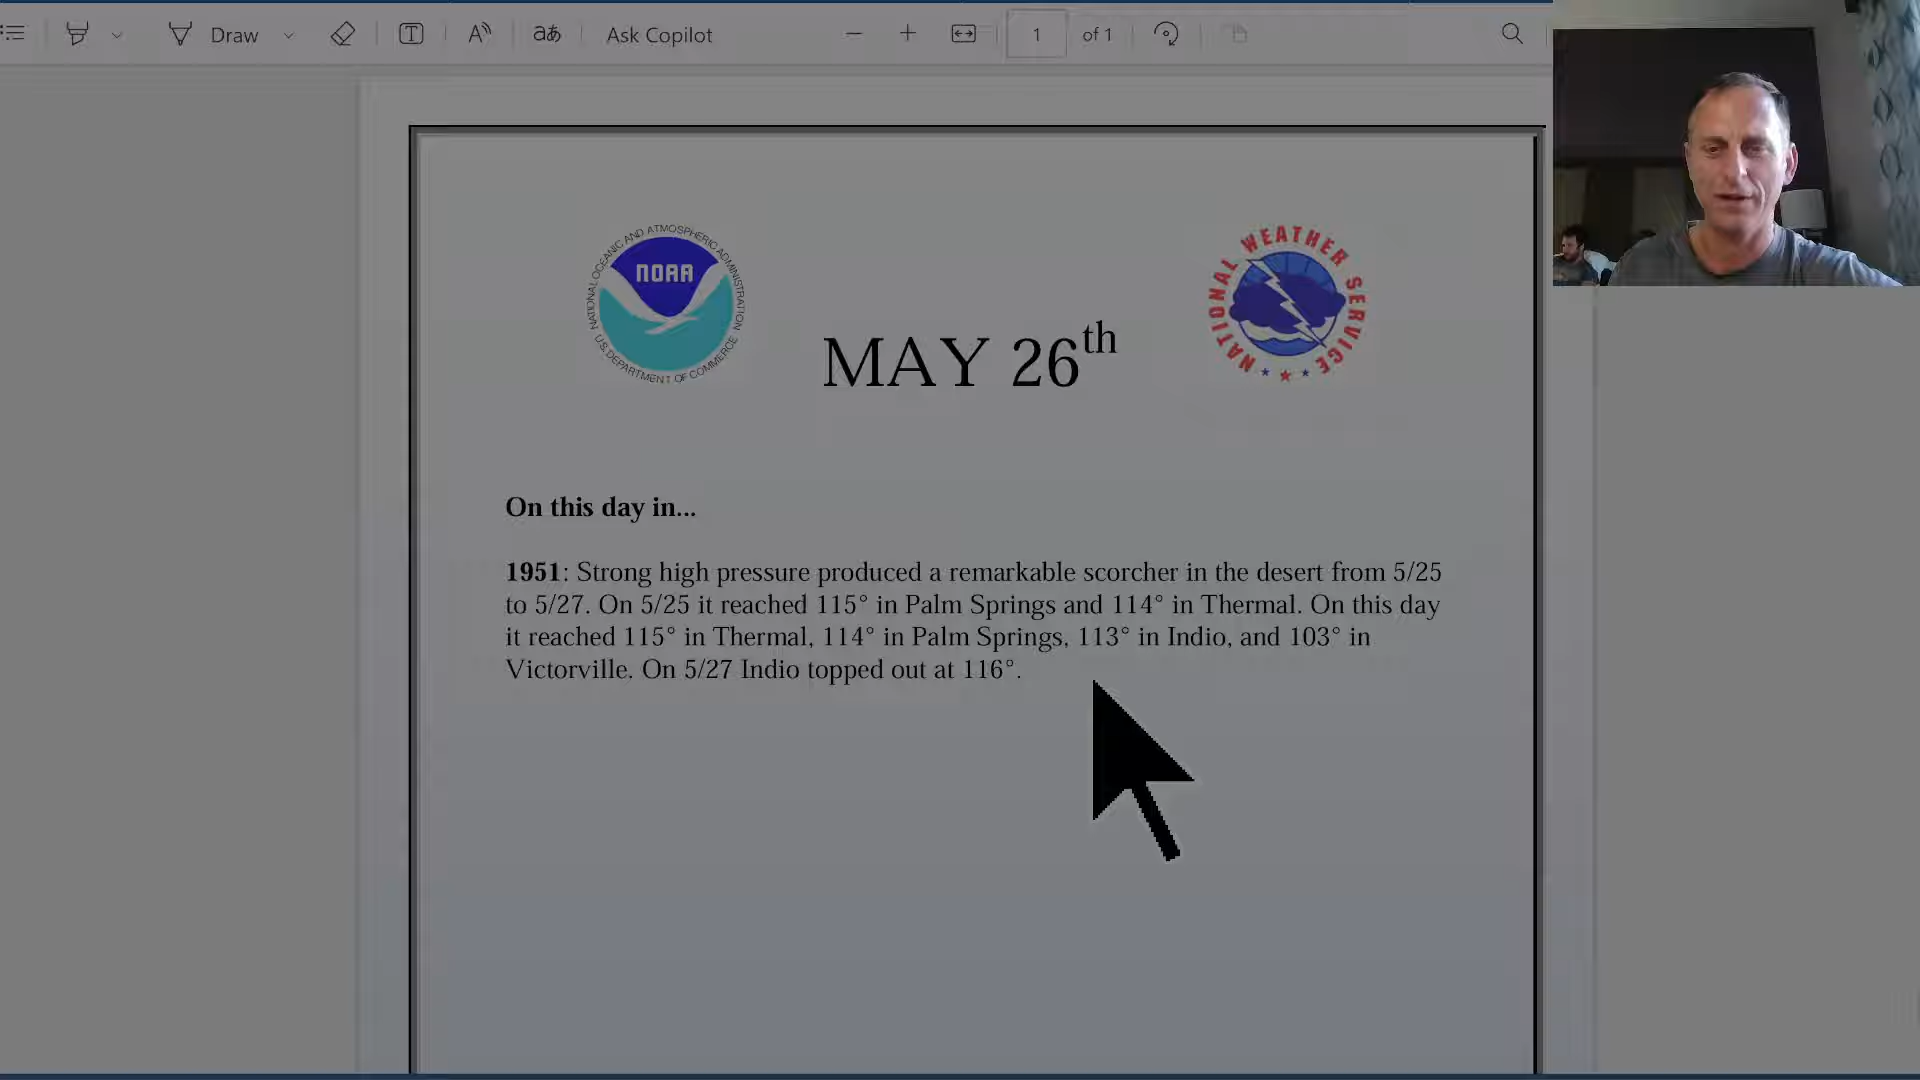 Draw
Ask Copilot
1 of 1
NATIONAL OCEANIC AND ATMOSPHERIC ADMINISTRATION
NOAA
U.S. DEPARTMENT OF COMMERCE
MAY 26th
NATIONAL WEATHER SERVICE
On this day in...
1951: Strong high pressure produced a remarkable scorcher in the desert from 5/25
to 5/27. On 5/25 it reached 115° in Palm Springs and 114° in Thermal. On this day
it reached 115° in Thermal, 114° in Palm Springs, 113° in Indio, and 103° in
Victorville. On 5/27 Indio topped out at 116°.